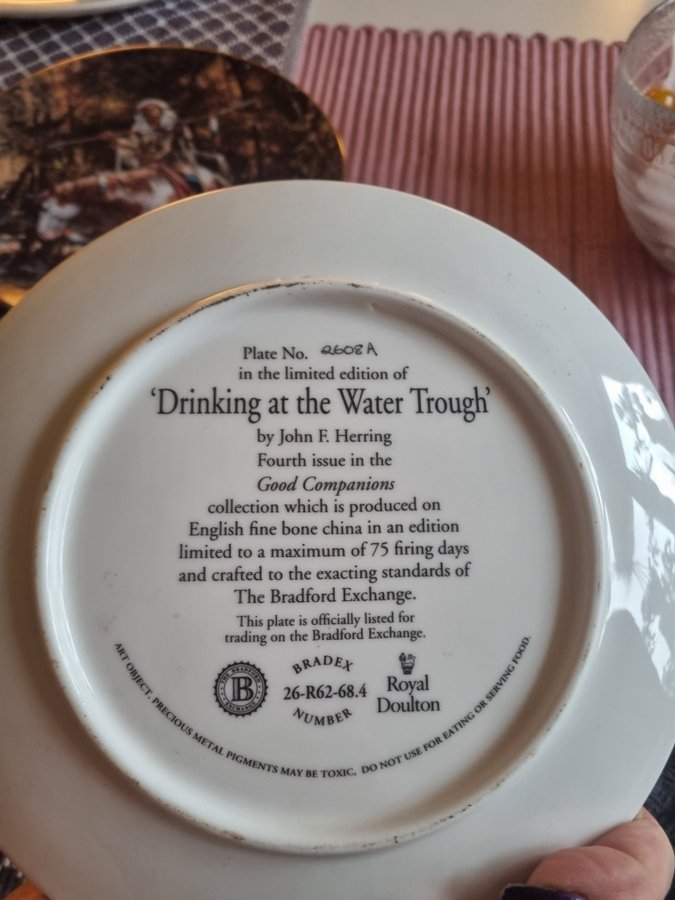 Plate No. 2608A
in the limited edition of
'Drinking at the Water Trough'
by John F. Herring
Fourth issue in the
Good Companions
collection which is produced on
English fine bone china in an edition
limited to a maximum of 75 firing days
and crafted to the exacting standards of
The Bradford Exchange.
This plate is officially listed for
trading on the Bradford Exchange.
THE BRADFORD
B
EXCHANGE
BRADEX
26-R62-68.4
NUMBER
Royal
Doulton
ART OBJECT, PRECIOUS METAL PIGMENTS MAY BE TOXIC, DO NOT USE FOR EATING OR SERVING FOOD.